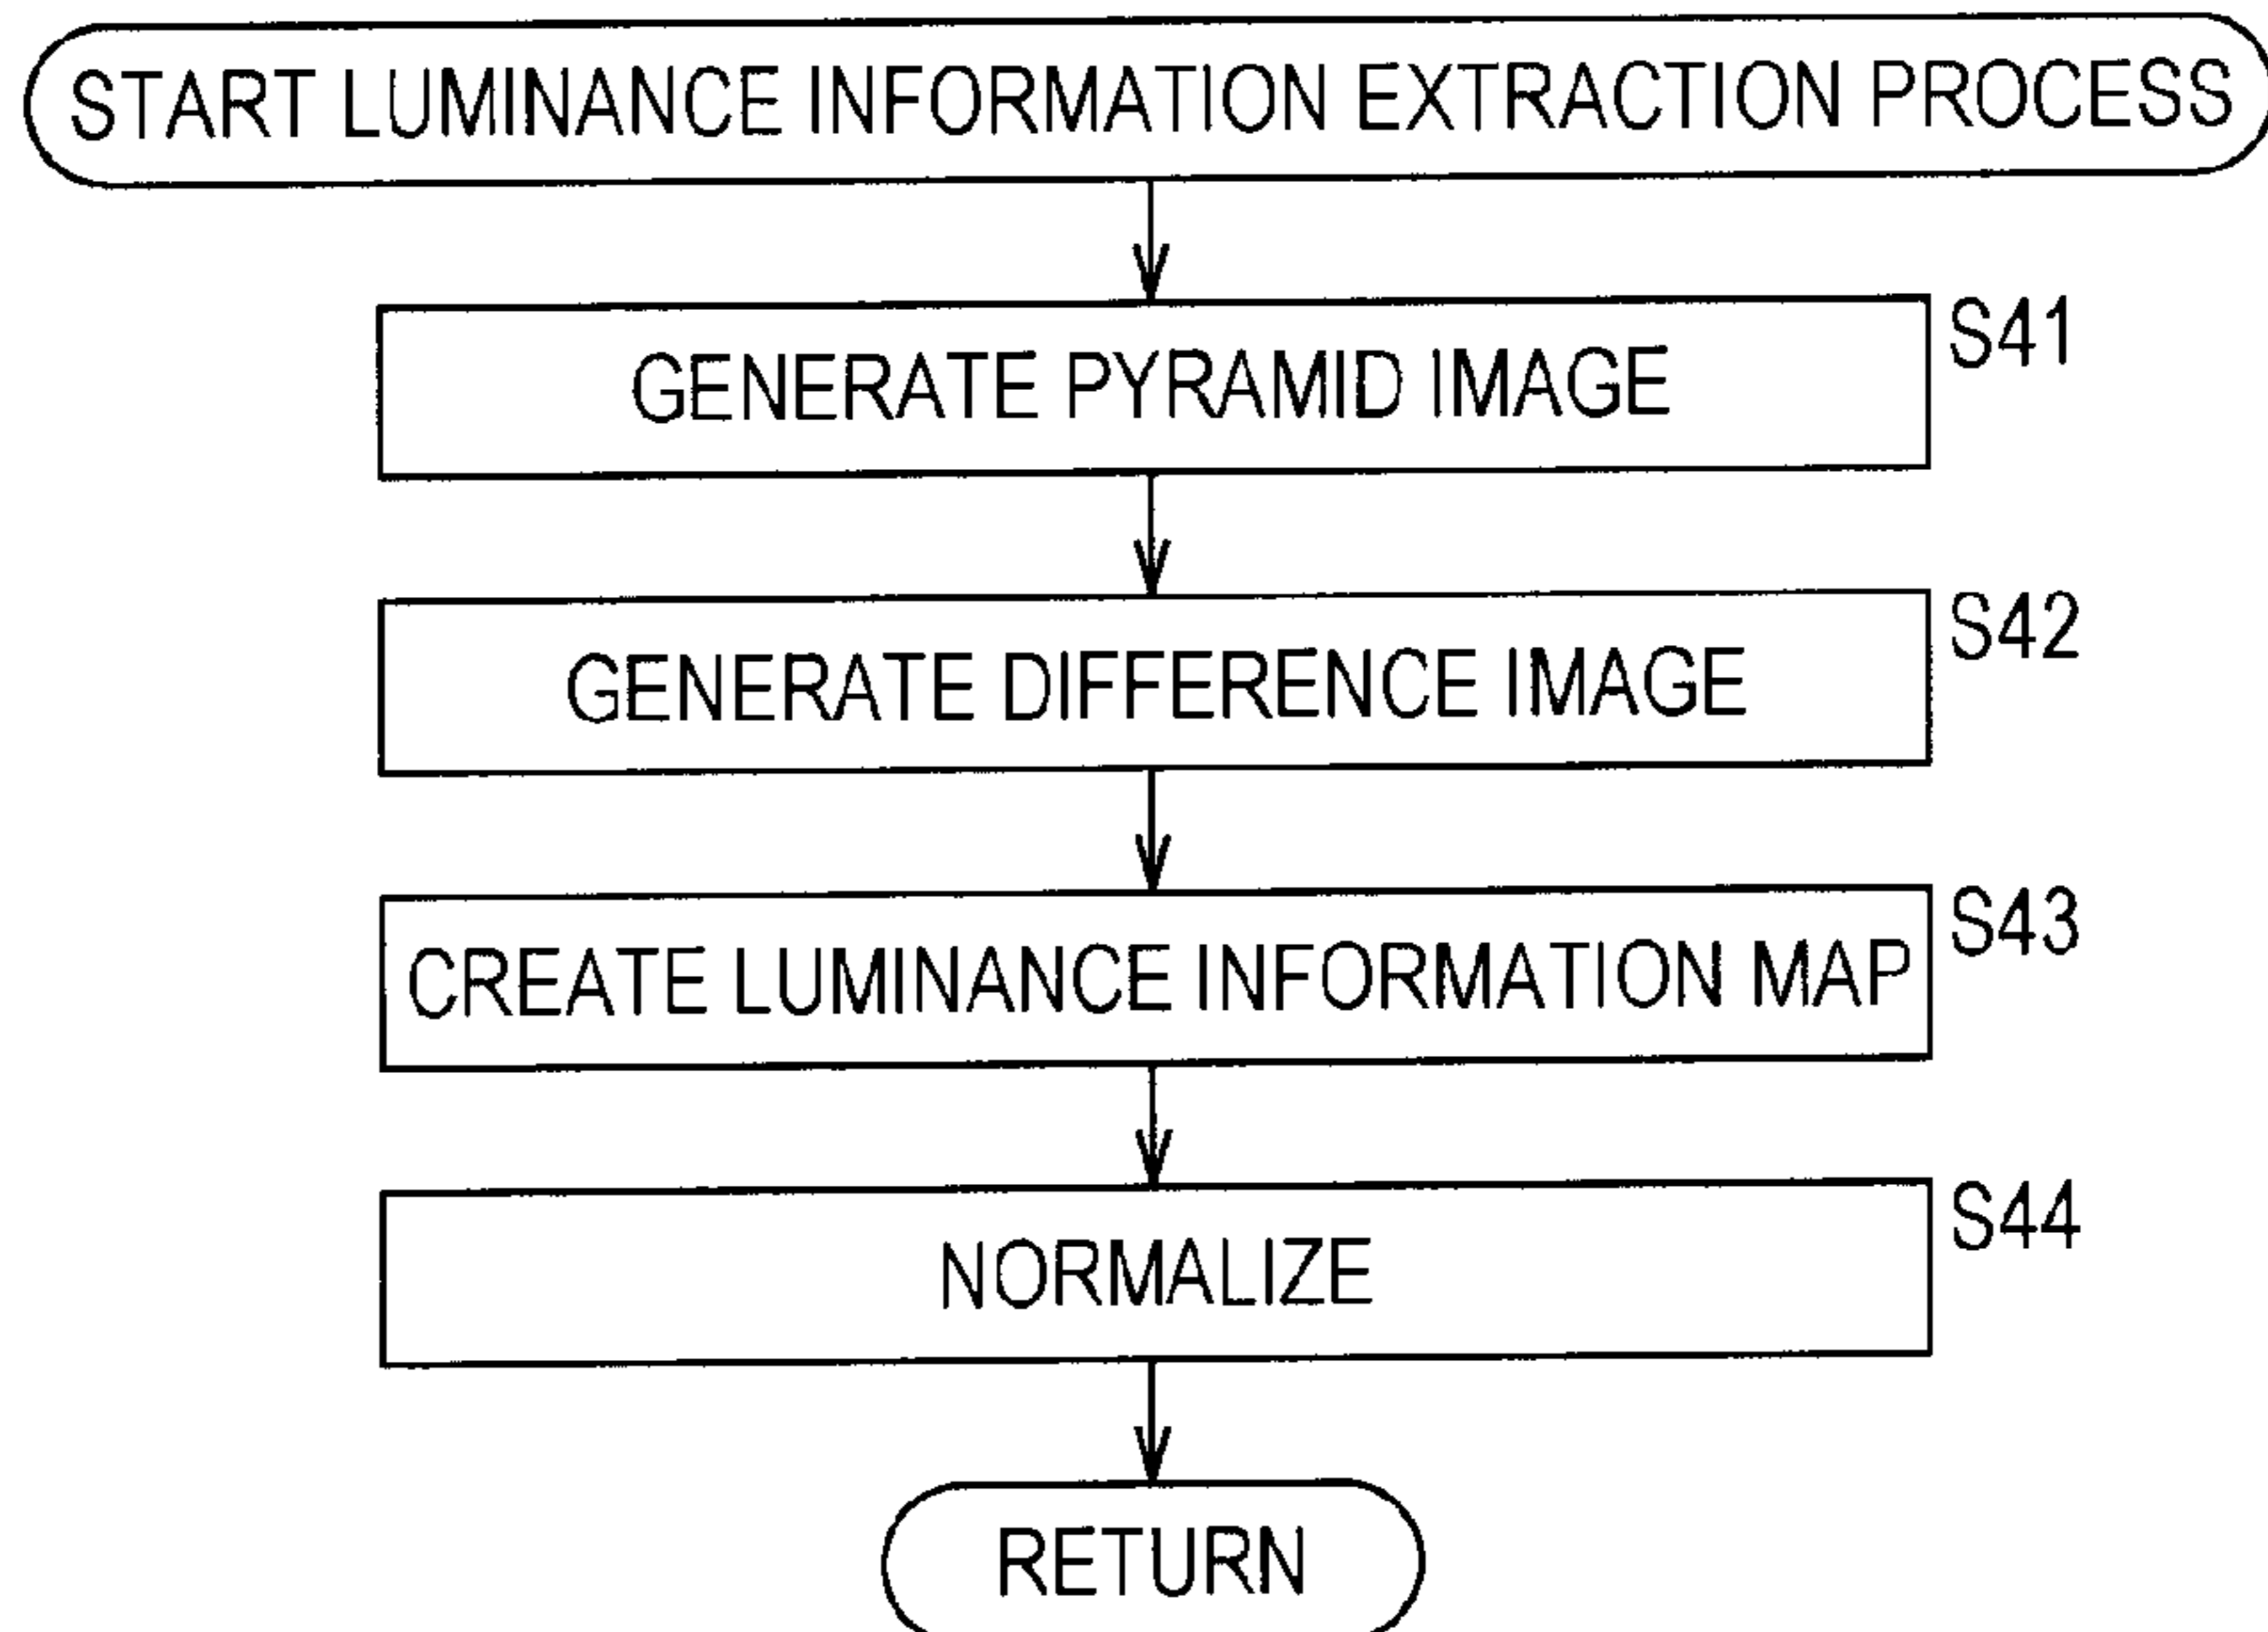 START LUMINANCE INFORMATION EXTRACTION PROCESS
GENERATE PYRAMID IMAGE
S41
GENERATE DIFFERENCE IMAGE
S42
CREATE LUMINANCE INFORMATION MAP
S43
NORMALIZE
S44
RETURN